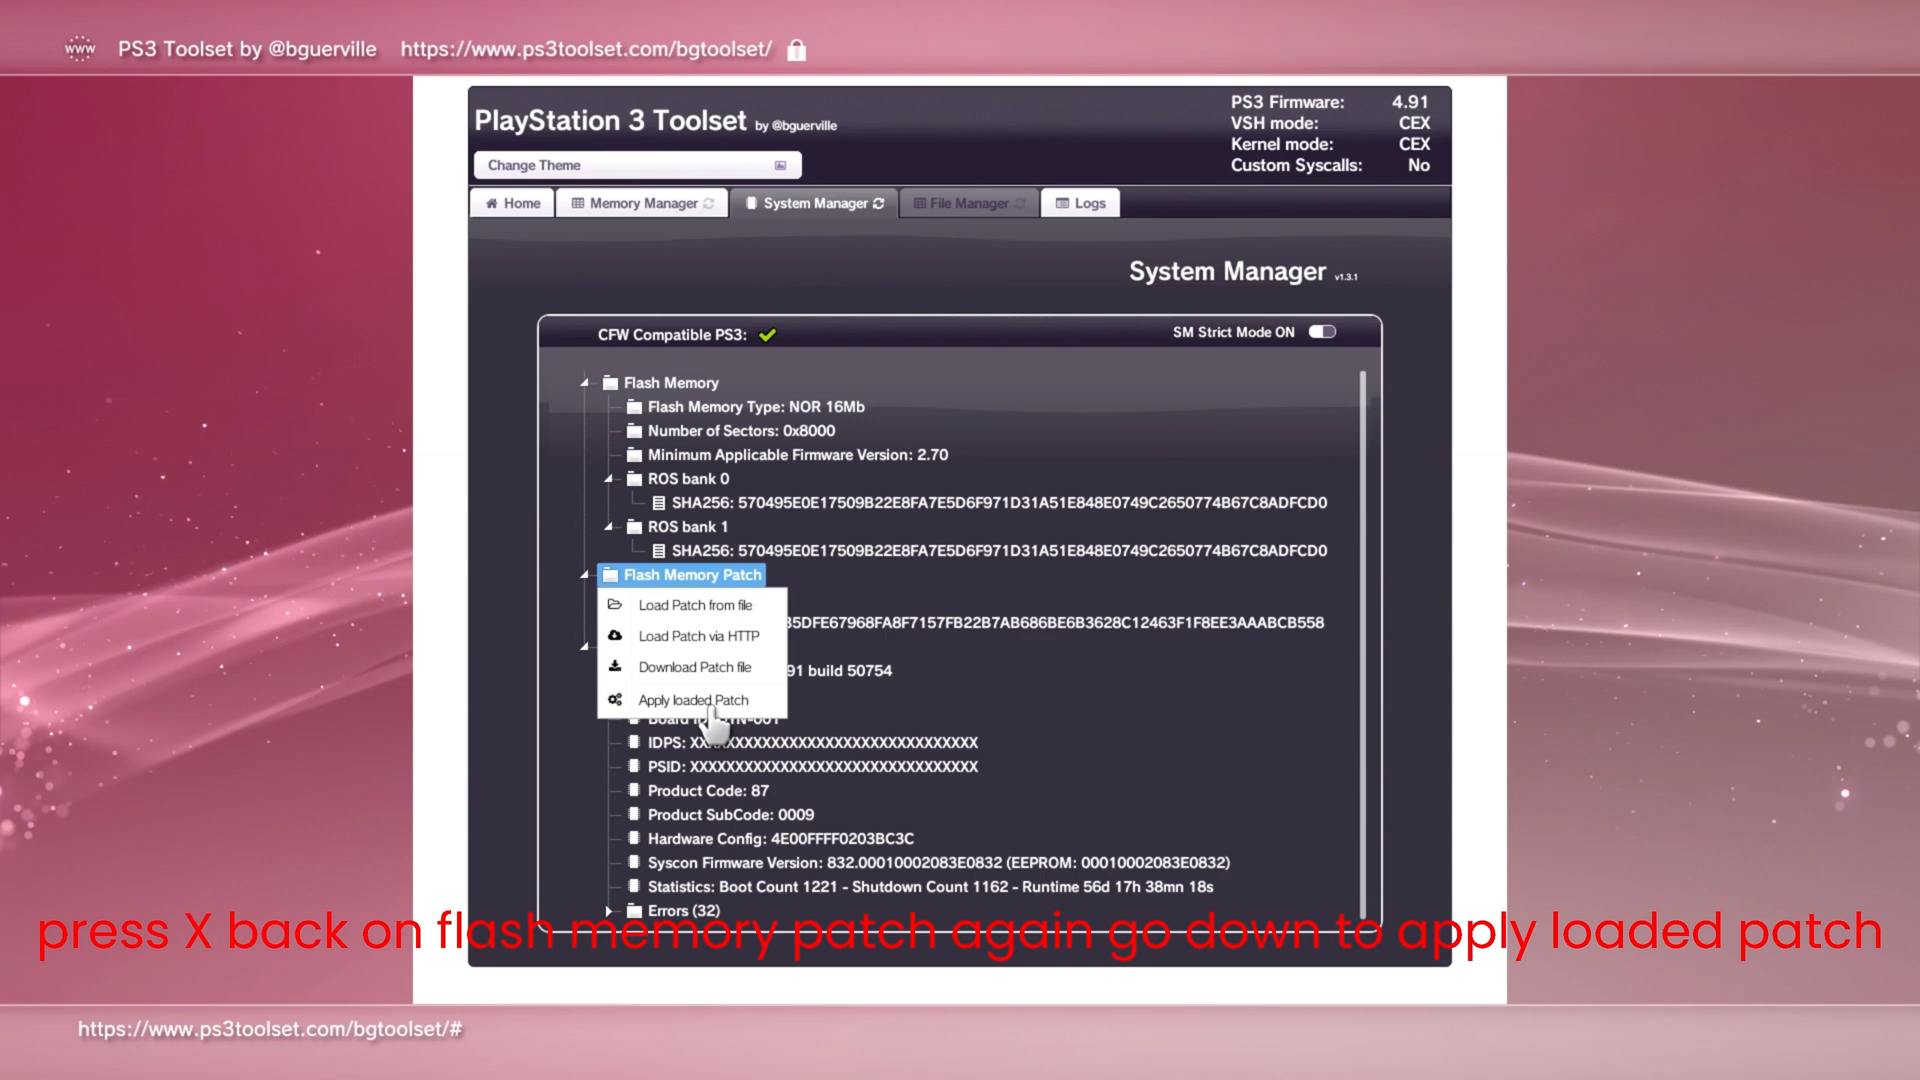 www PS3 Toolset by @bguerville https://www.ps3toolset.com/bgtoolset/
PlayStation 3 Toolset by @bguerville
PS3 Firmware: 4.91
VSH mode: CEX
Kernel mode: CEX
Custom Syscalls: No
Change Theme
Home Memory Manager System Manager File Manager Logs
System Manager v1.3.1
CFW Compatible PS3: SM Strict Mode ON
Flash Memory
Flash Memory Type: NOR 16Mb
Number of Sectors: 0x8000
Minimum Applicable Firmware Version: 2.70
ROS bank 0
SHA256: 570495E0E17509B22E8FA7E5D6F971D31A51E848E0749C2650774B67C8ADFCD0
ROS bank 1
SHA256: 570495E0E17509B22E8FA7E5D6F971D31A51E848E0749C2650774B67C8ADFCD0
Flash Memory Patch
Load Patch from file
35DFE67968FA8F7157FB22B7AB686BE6B3628C12463F1F8EE3AAABCB558
Load Patch via HTTP
Download Patch file
91 build 50754
Apply loaded Patch
IDPS: XXXXXXXXXXXXXXXXXXXXXXXXXXXXXXXX
PSID: XXXXXXXXXXXXXXXXXXXXXXXXXXXXXXXX
Product Code: 87
Product SubCode: 0009
Hardware Config: 4E00FFFF0203BC3C
Syscon Firmware Version: 832.00010002083E0832 (EEPROM: 00010002083E0832)
Statistics: Boot Count 1221 - Shutdown Count 1162 - Runtime 56d 17h 38mn 18s
Errors (32)
press X back on flash memory patch again go down to apply loaded patch
https://www.ps3toolset.com/bgtoolset/#